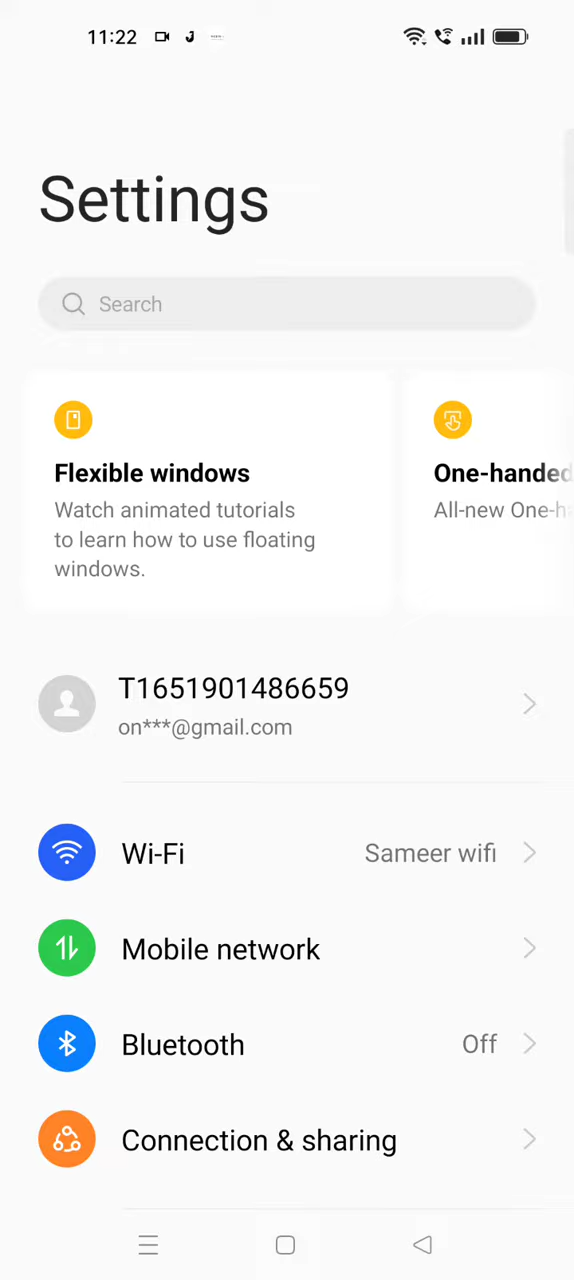 11:22
Settings
Search
Flexible windows
Watch animated tutorials
to learn how to use floating
windows.
One-handed
All-new One-h
T1651901486659
on***@gmail.com
Wi-Fi
Sameer wifi
Mobile network
Bluetooth
Off
Connection & sharing